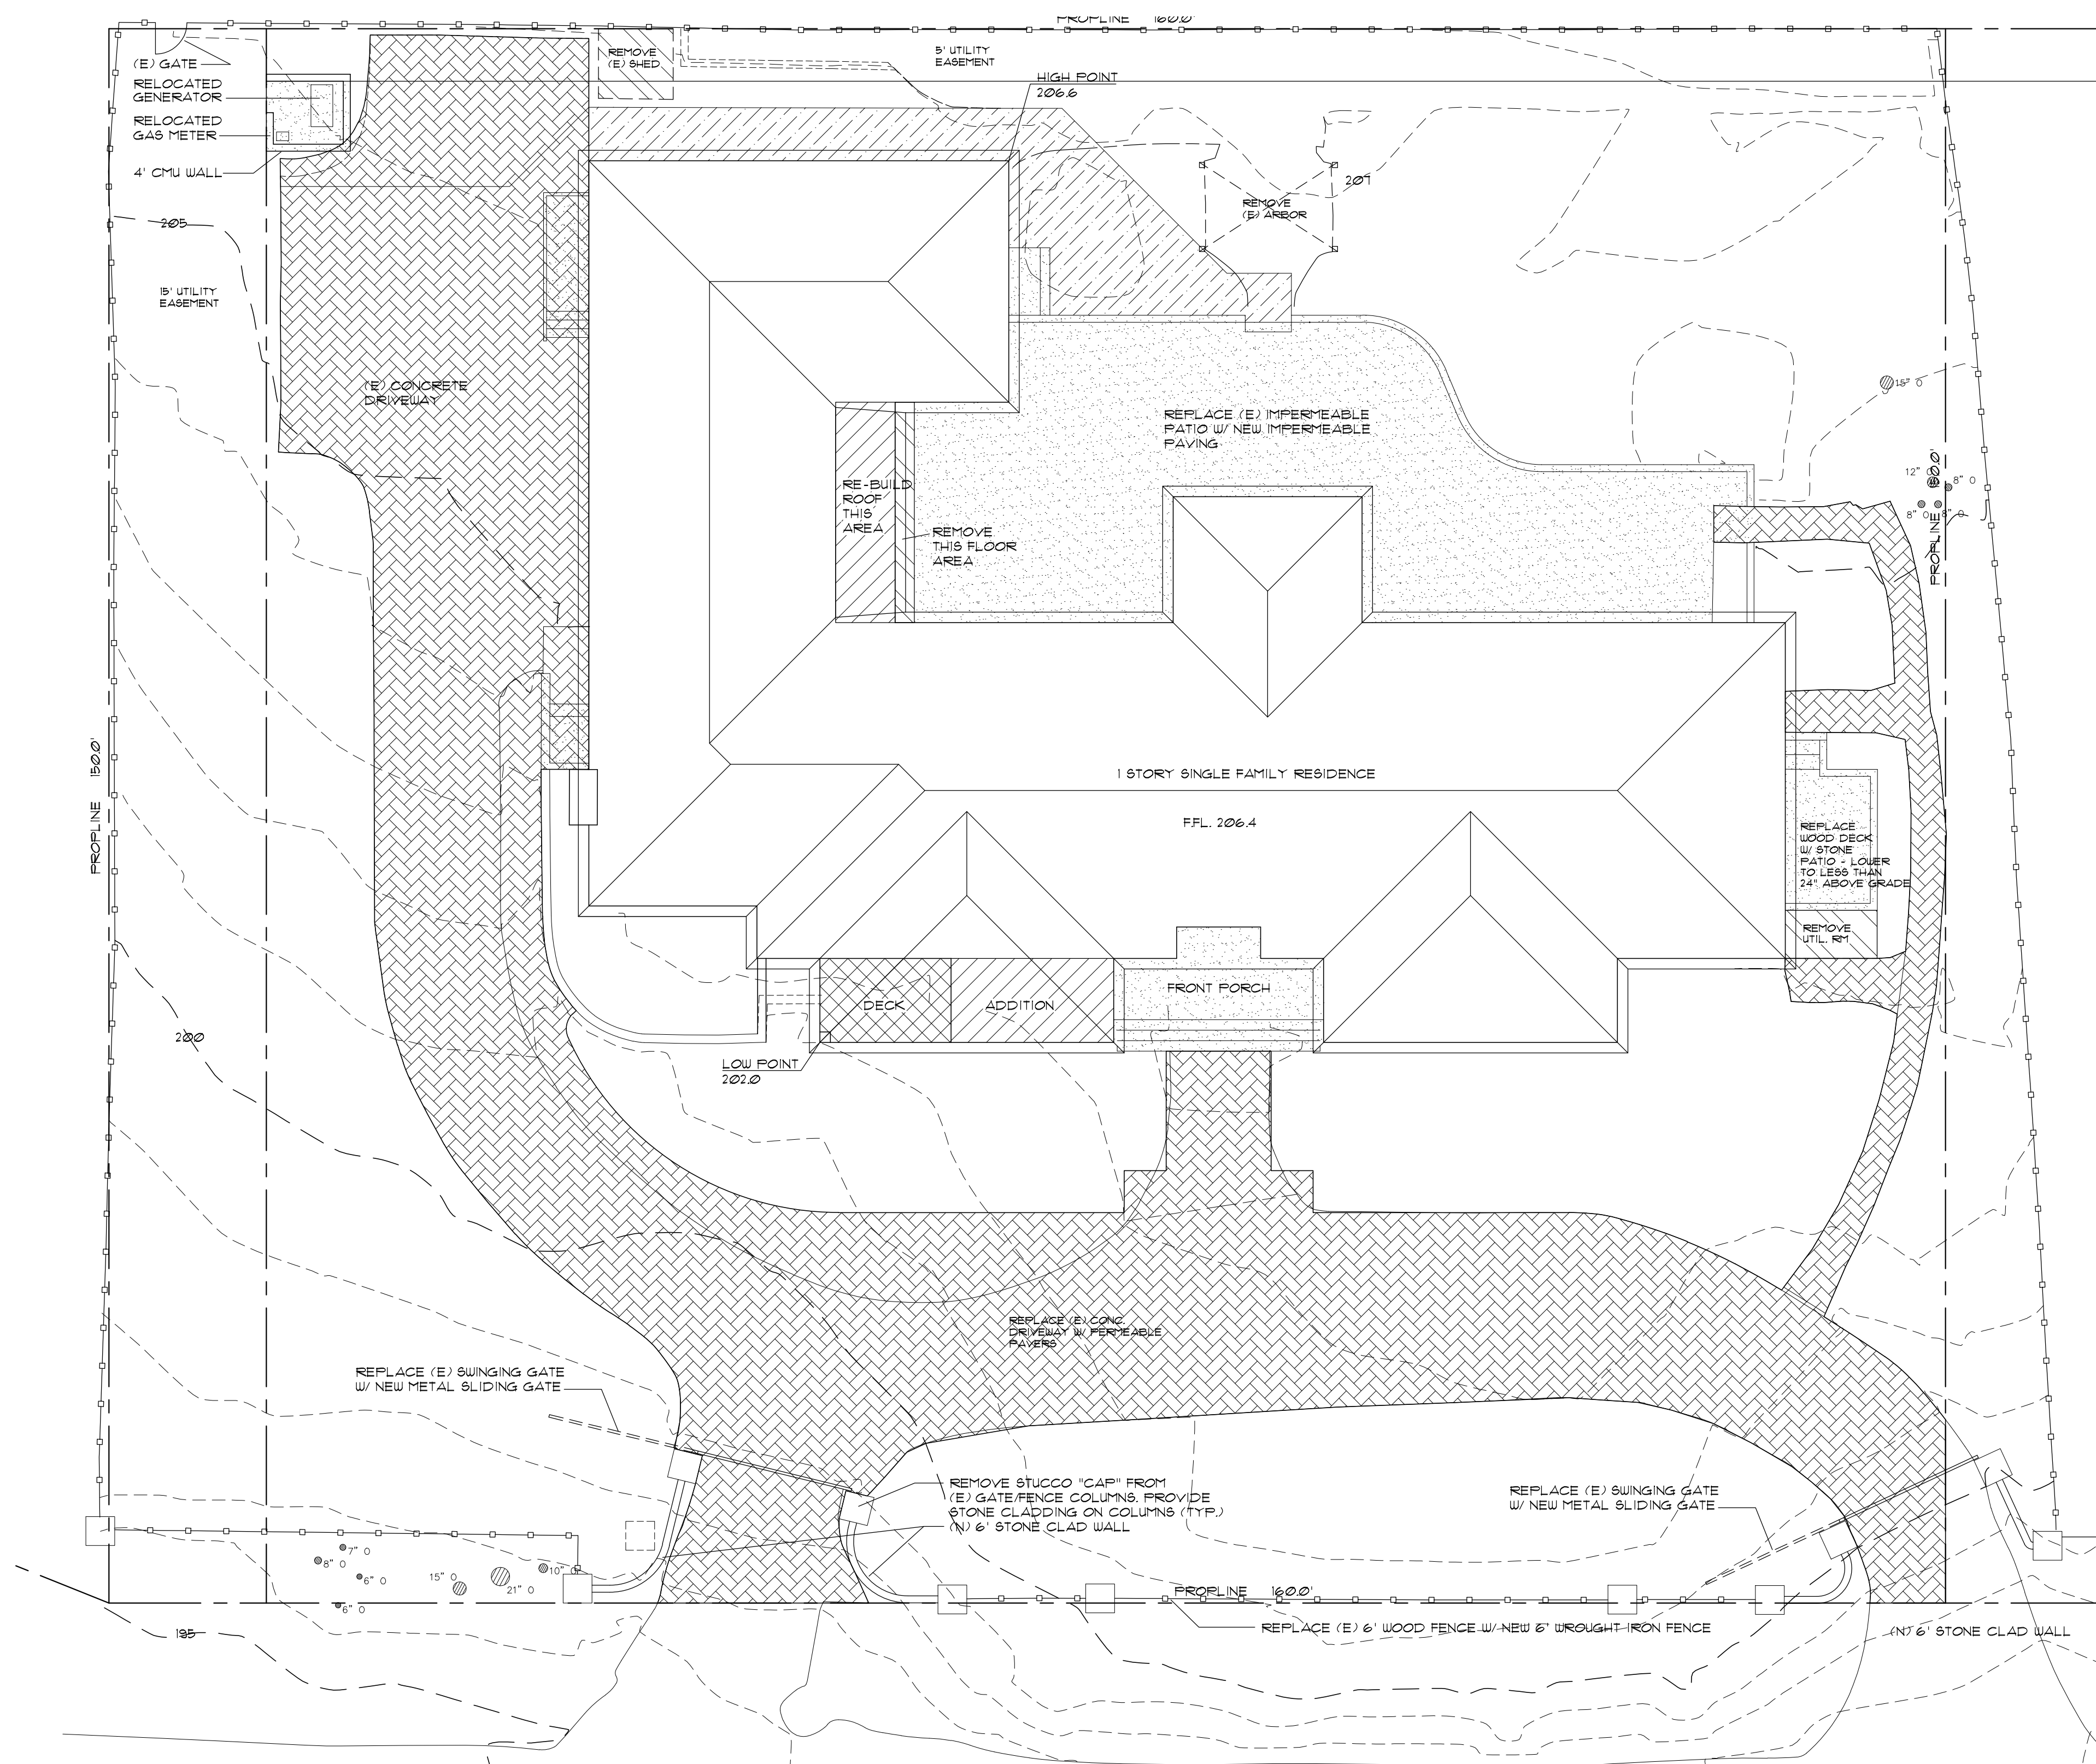 PROPLINE 160.0'
(E) GATE
RELOCATED
GENERATOR
RELOCATED
GAS METER
4' CMU WALL
REMOVE
(E) SHED
5' UTILITY
EASEMENT
HIGH POINT
206.6
207
REMOVE
(E) ARBOR
205
15' UTILITY
EASEMENT
(E) CONCRETE
DRIVEWAY
15" O
REPLACE (E) IMPERMEABLE
PATIO W/ NEW IMPERMEABLE
PAVING
RE-BUILD
ROOF
THIS
AREA
REMOVE
THIS FLOOR
AREA
12" O
8" O
8" O
8" O
PROPLINE 150.0'
PROPLINE 150.0'
1 STORY SINGLE FAMILY RESIDENCE
F.FL. 206.4
REPLACE
WOOD DECK
W/ STONE
PATIO - LOWER
TO LESS THAN
24" ABOVE GRADE
REMOVE
UTIL. RM
DECK
ADDITION
FRONT PORCH
200
LOW POINT
202.0
REPLACE (E) CONC.
DRIVEWAY W/ PERMEABLE
PAVERS
REPLACE (E) SWINGING GATE
W/ NEW METAL SLIDING GATE
REMOVE STUCCO "CAP" FROM
(E) GATE/FENCE COLUMNS. PROVIDE
STONE CLADDING ON COLUMNS (TYP.)
(N) 6' STONE CLAD WALL
REPLACE (E) SWINGING GATE
W/ NEW METAL SLIDING GATE
7" O
8" O
6" O
15" O
21" O
10" O
6" O
PROPLINE 160.0'
REPLACE (E) 6' WOOD FENCE W/ NEW 6' WROUGHT IRON FENCE
(N) 6' STONE CLAD WALL
195